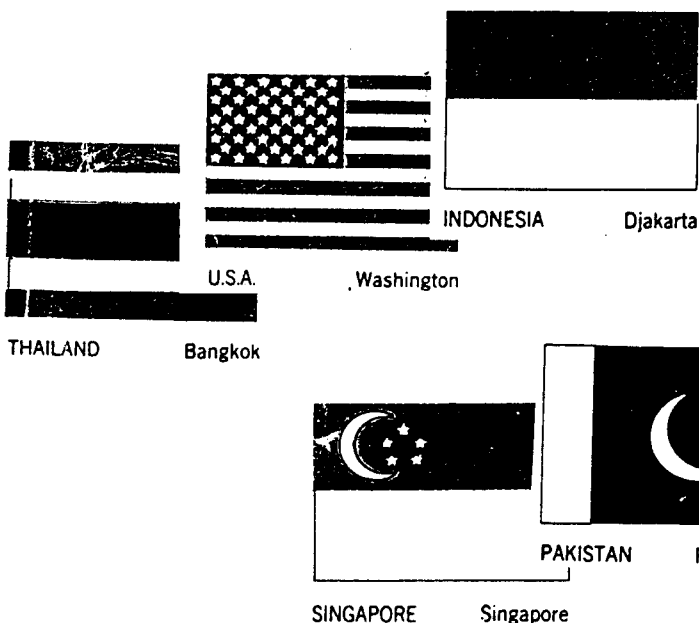 INDONESIA Djakarta
U.S.A. Washington
THAILAND Bangkok
PAKISTAN
SINGAPORE Singapore